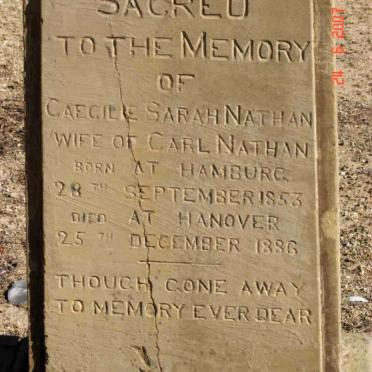 SACRED
TO THE MEMORY
OF
CAECILIE SARAH NATHAN
WIFE OF CARL NATHAN
BORN AT HAMBURG
28TH SEPTEMBER 1853
DIED AT HANOVER
25TH DECEMBER 1886
THOUGH GONE AWAY
TO MEMORY EVER DEAR